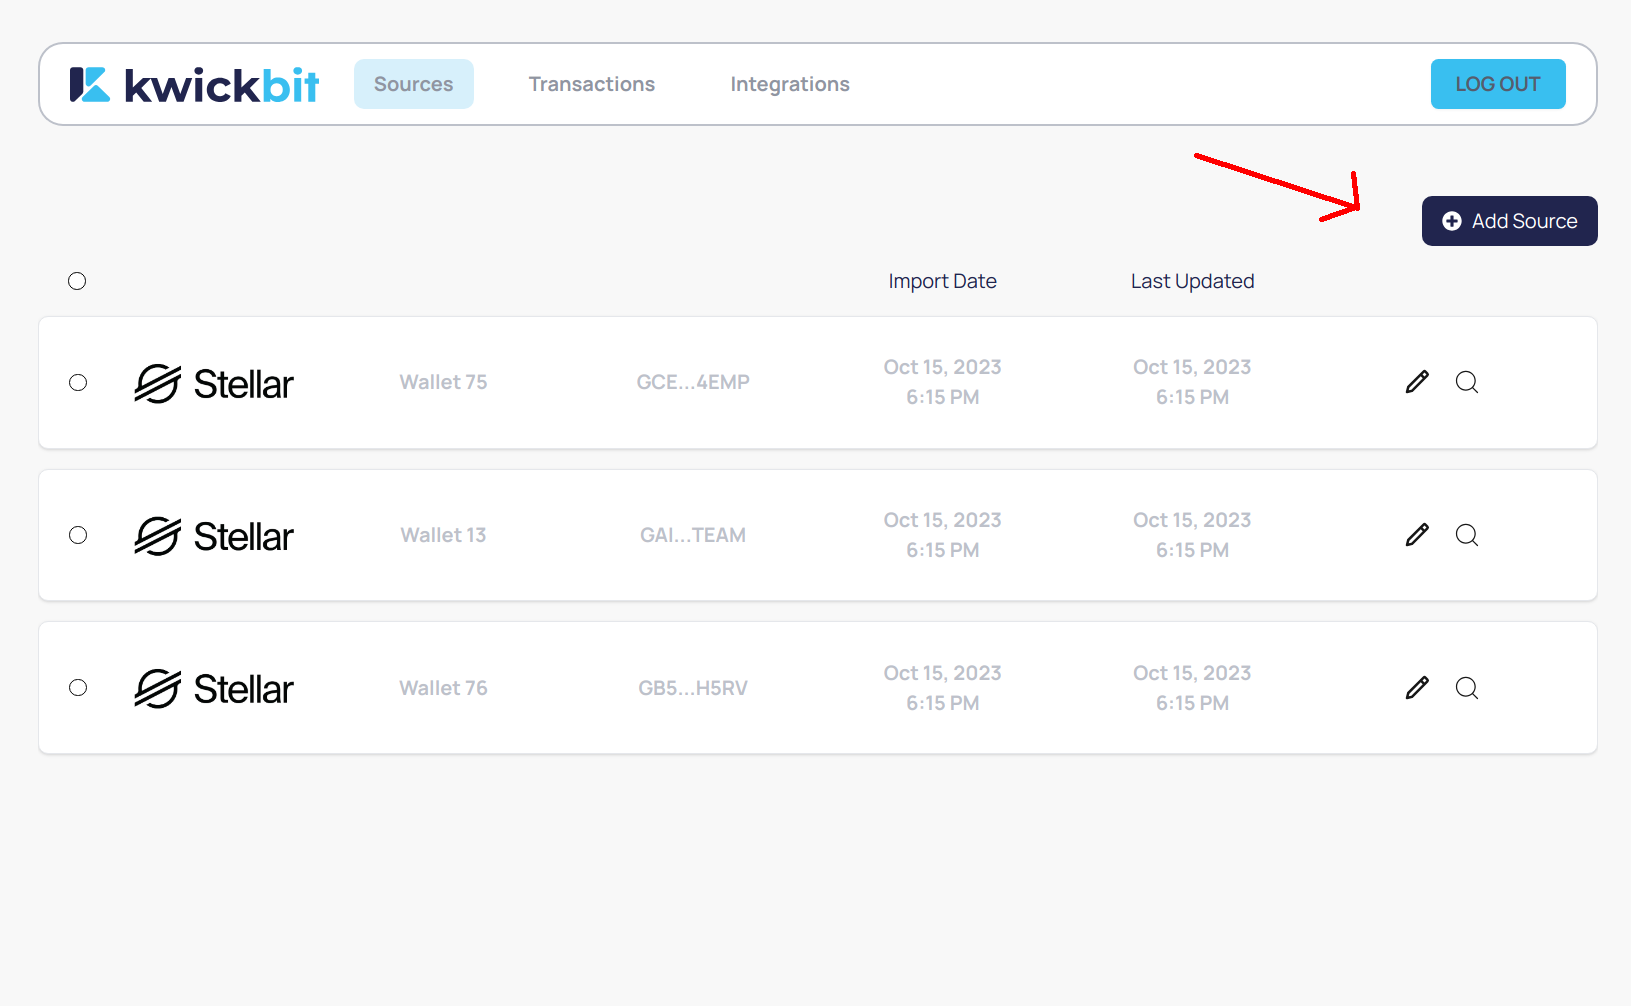 kwickbit Sources Transactions Integrations LOG OUT
Add Source
Import Date Last Updated
Stellar Wallet 75 GCE...4EMP Oct 15, 2023 Oct 15, 2023
6:15 PM 6:15 PM
Stellar Wallet 13 GAI...TEAM Oct 15, 2023 Oct 15, 2023
6:15 PM 6:15 PM
Stellar Wallet 76 GB5...H5RV Oct 15, 2023 Oct 15, 2023
6:15 PM 6:15 PM